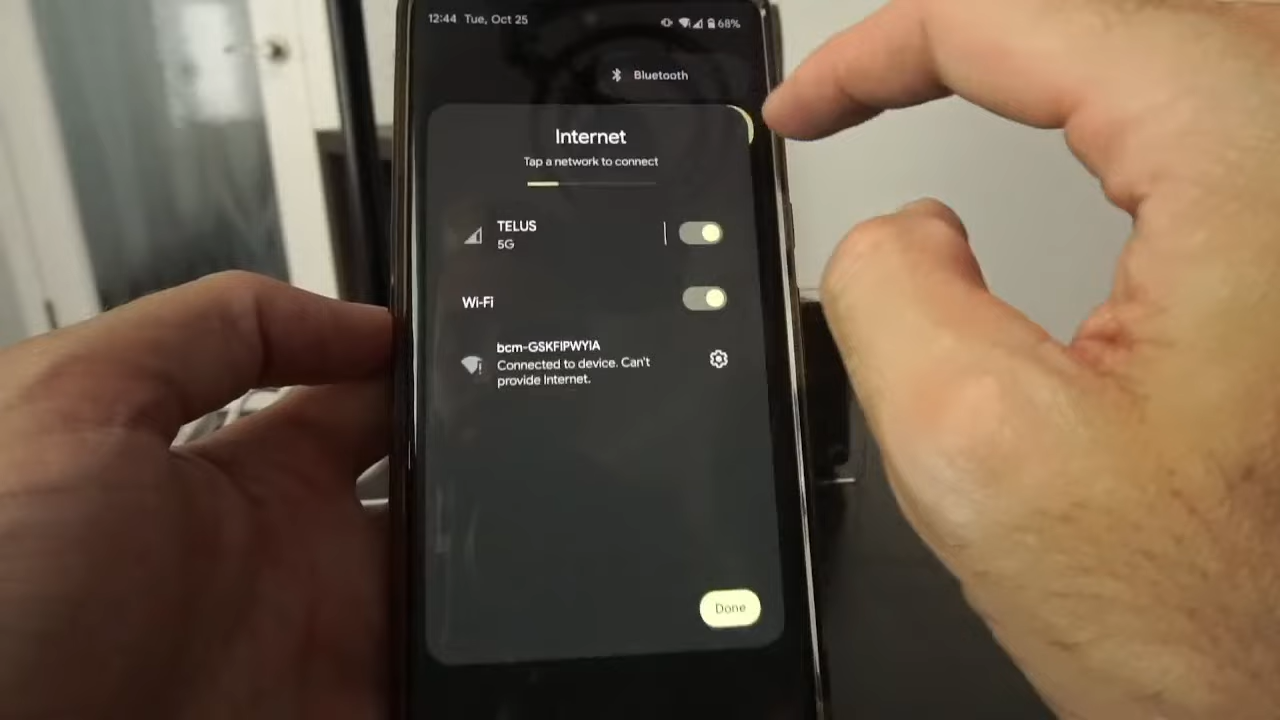 12:44 Tue, Oct 25
68%
Bluetooth
Internet
Tap a network to connect
TELUS
5G
Wi-Fi
bcm-GSKFIPWYIA
Connected to device. Can't
provide Internet.
Done